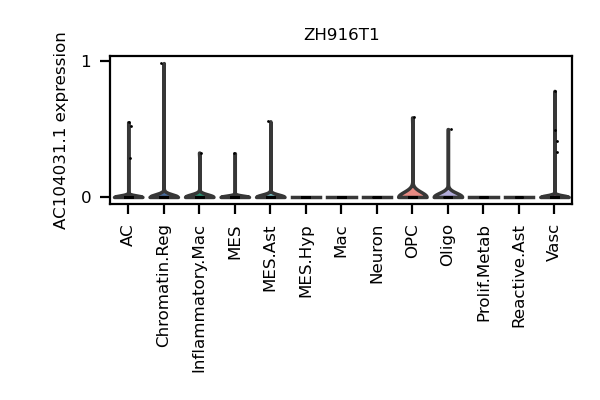 ZH916T1
AC104031.1 expression
1
0
AC
Chromatin.Reg
Inflammatory.Mac
MES
MES.Ast
MES.Hyp
Mac
Neuron
OPC
Oligo
Prolif.Metab
Reactive.Ast
Vasc